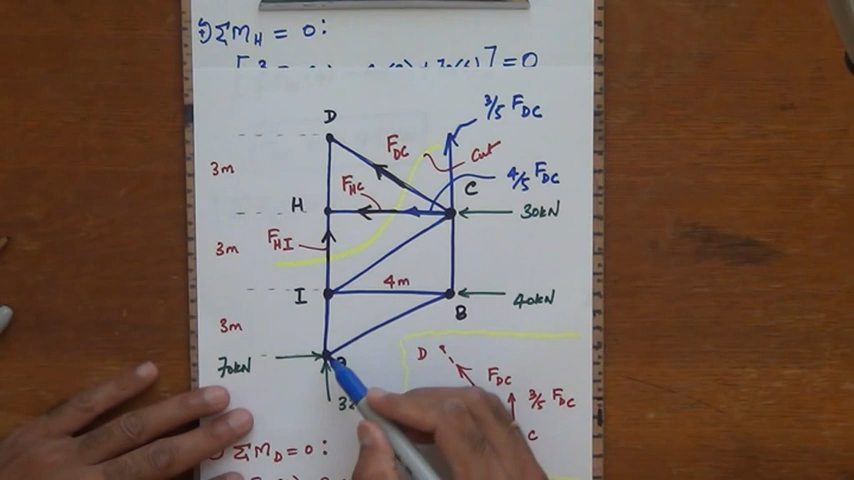 ↺ΣM_H = 0:
= 0
D
3/5 F_DC
F_DC
Cut
3m
4/5 F_DC
F_HC
C
H
30kN
F_HI
3m
4m
I
40kN
B
3m
D
70kN
F_DC
3/5 F_DC
C
ΣM_D = 0: